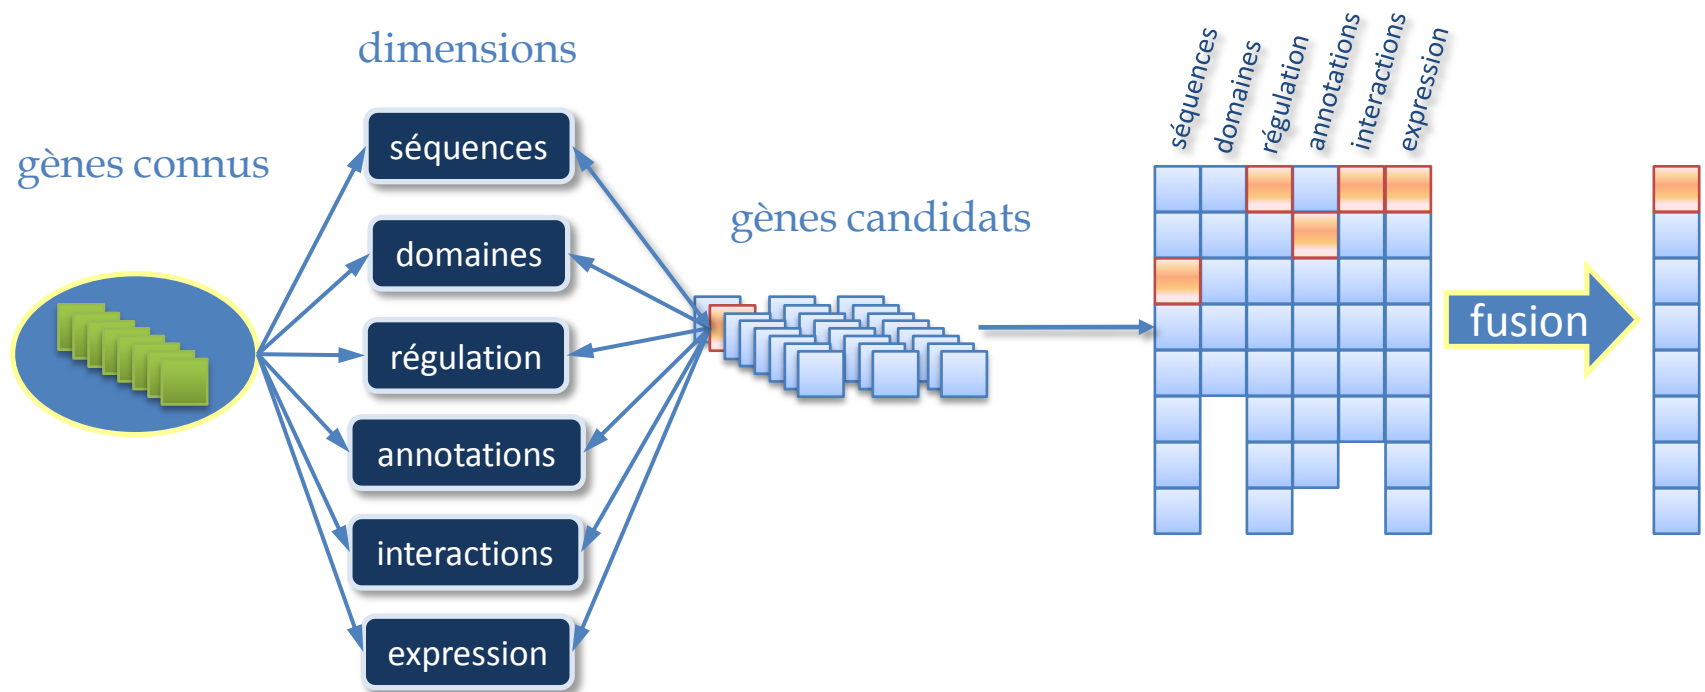 dimensions
gènes connus
séquences
domaines
régulation
annotations
interactions
expression
gènes candidats
séquences
domaines
régulation
annotations
interactions
expression
fusion